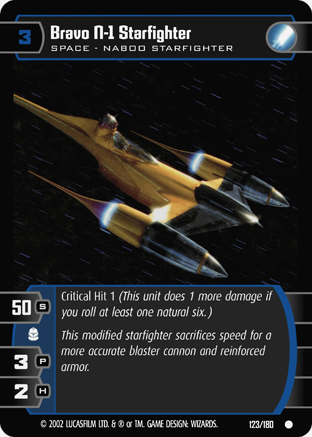 3 Bravo N-1 Starfighter
SPACE - NABOO STARFIGHTER
50 S
3 P
2 H
Critical Hit 1 (This unit does 1 more damage if
you roll at least one natural six.)
This modified starfighter sacrifices speed for a
more accurate blaster cannon and reinforced
armor.
© 2002 LUCASFILM LTD. & ® or TM. GAME DESIGN: WIZARDS. 123/180